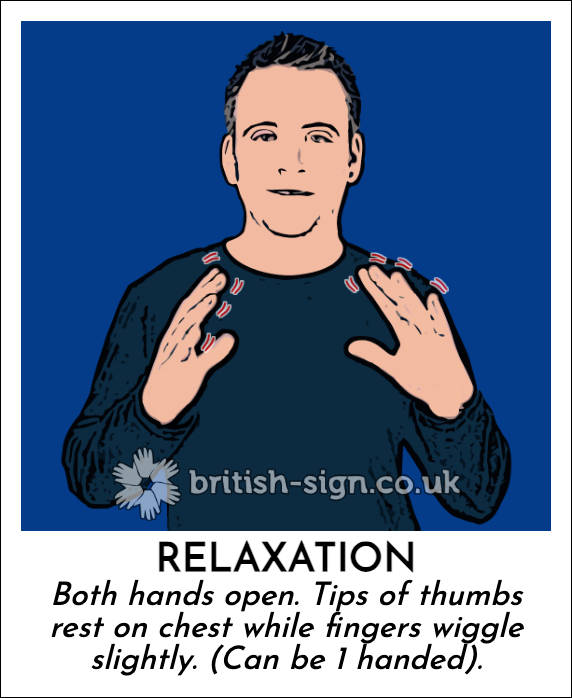 british-sign.co.uk
RELAXATION
Both hands open. Tips of thumbs
rest on chest while fingers wiggle
slightly. (Can be 1 handed).